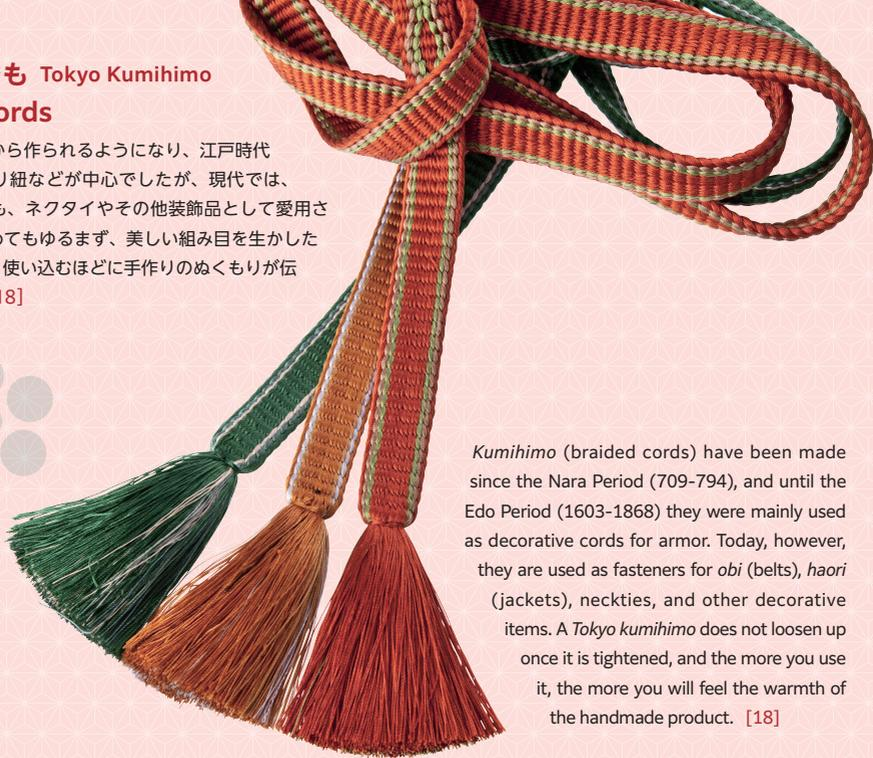 も Tokyo Kumihimo
ords
から作られるようになり、江戸時代
り紐などが中心でしたが、現代では、
も、ネクタイやその他装飾品として愛用さ
めてもゆるまず、美しい組み目を生かした
使い込むほどに手作りのぬくもりが伝
18]
Kumihimo (braided cords) have been made
since the Nara Period (709-794), and until the
Edo Period (1603-1868) they were mainly used
as decorative cords for armor. Today, however,
they are used as fasteners for obi (belts), haori
(jackets), neckties, and other decorative
items. A Tokyo kumihimo does not loosen up
once it is tightened, and the more you use
it, the more you will feel the warmth of
the handmade product. [18]